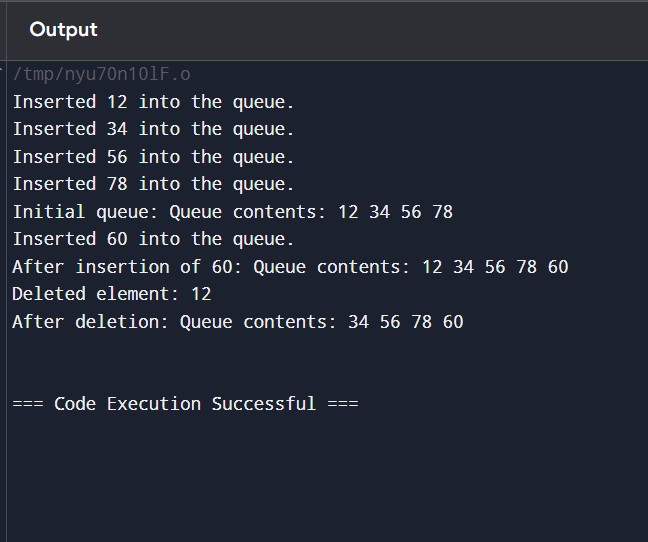 Output
/tmp/nyu70n10lF.o
Inserted 12 into the queue.
Inserted 34 into the queue.
Inserted 56 into the queue.
Inserted 78 into the queue.
Initial queue: Queue contents: 12 34 56 78
Inserted 60 into the queue.
After insertion of 60: Queue contents: 12 34 56 78 60
Deleted element: 12
After deletion: Queue contents: 34 56 78 60
=== Code Execution Successful ===